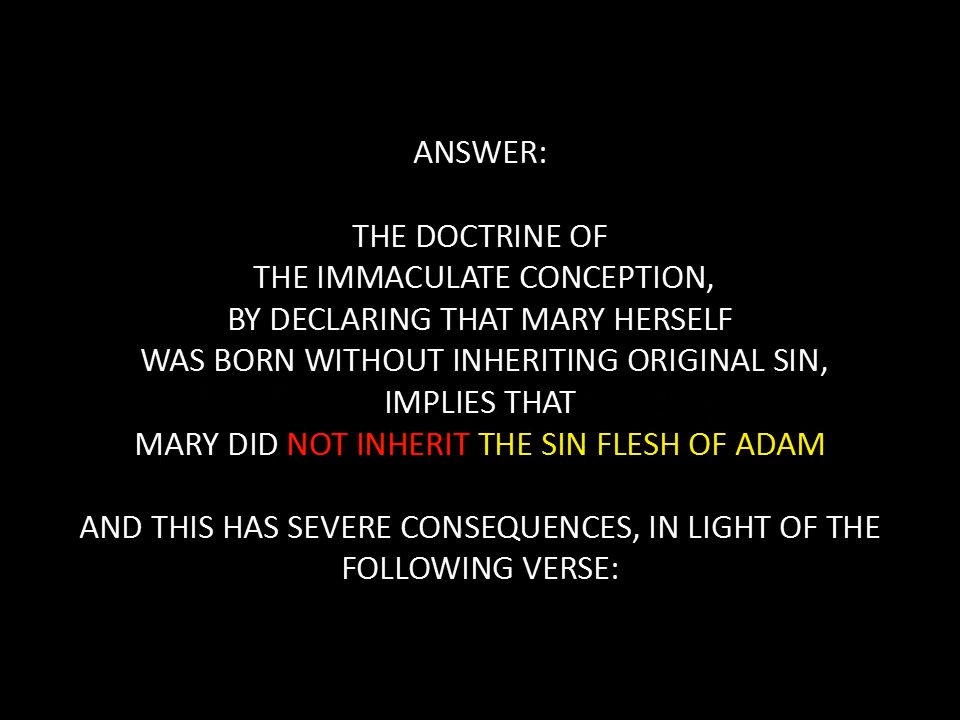 ANSWER:
THE DOCTRINE OF
THE IMMACULATE CONCEPTION,
BY DECLARING THAT MARY HERSELF
WAS BORN WITHOUT INHERITING ORIGINAL SIN,
IMPLIES THAT
MARY DID NOT INHERIT THE SIN FLESH OF ADAM
AND THIS HAS SEVERE CONSEQUENCES, IN LIGHT OF THE
FOLLOWING VERSE: